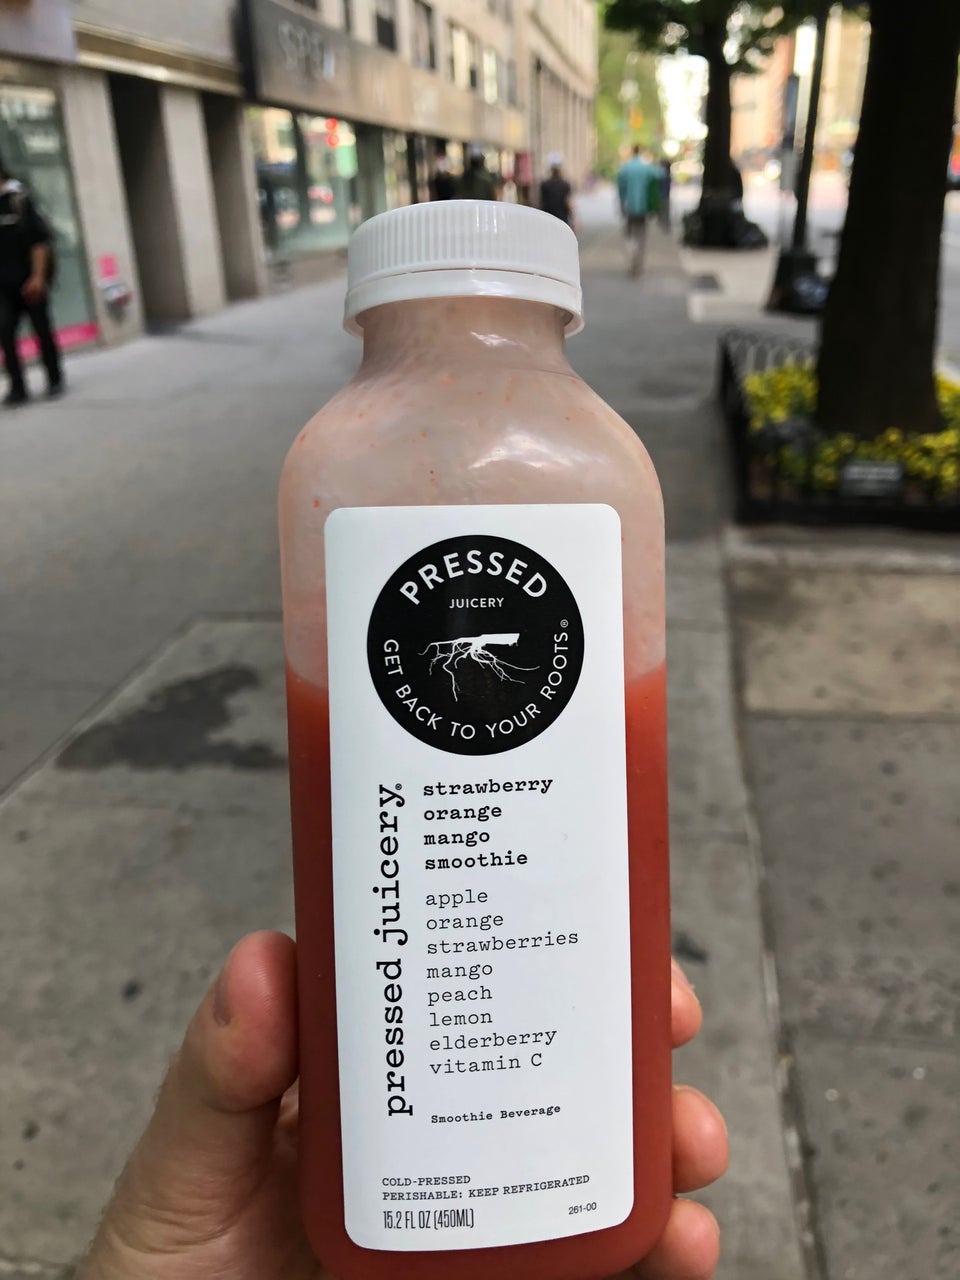 PRESSED
JUICERY
GET BACK TO YOUR ROOTS®
pressed juicery®
strawberry
orange
mango
smoothie
apple
orange
strawberries
mango
peach
lemon
elderberry
vitamin C
Smoothie Beverage
COLD-PRESSED
PERISHABLE: KEEP REFRIGERATED
15.2 FL OZ (450ML)
261-00